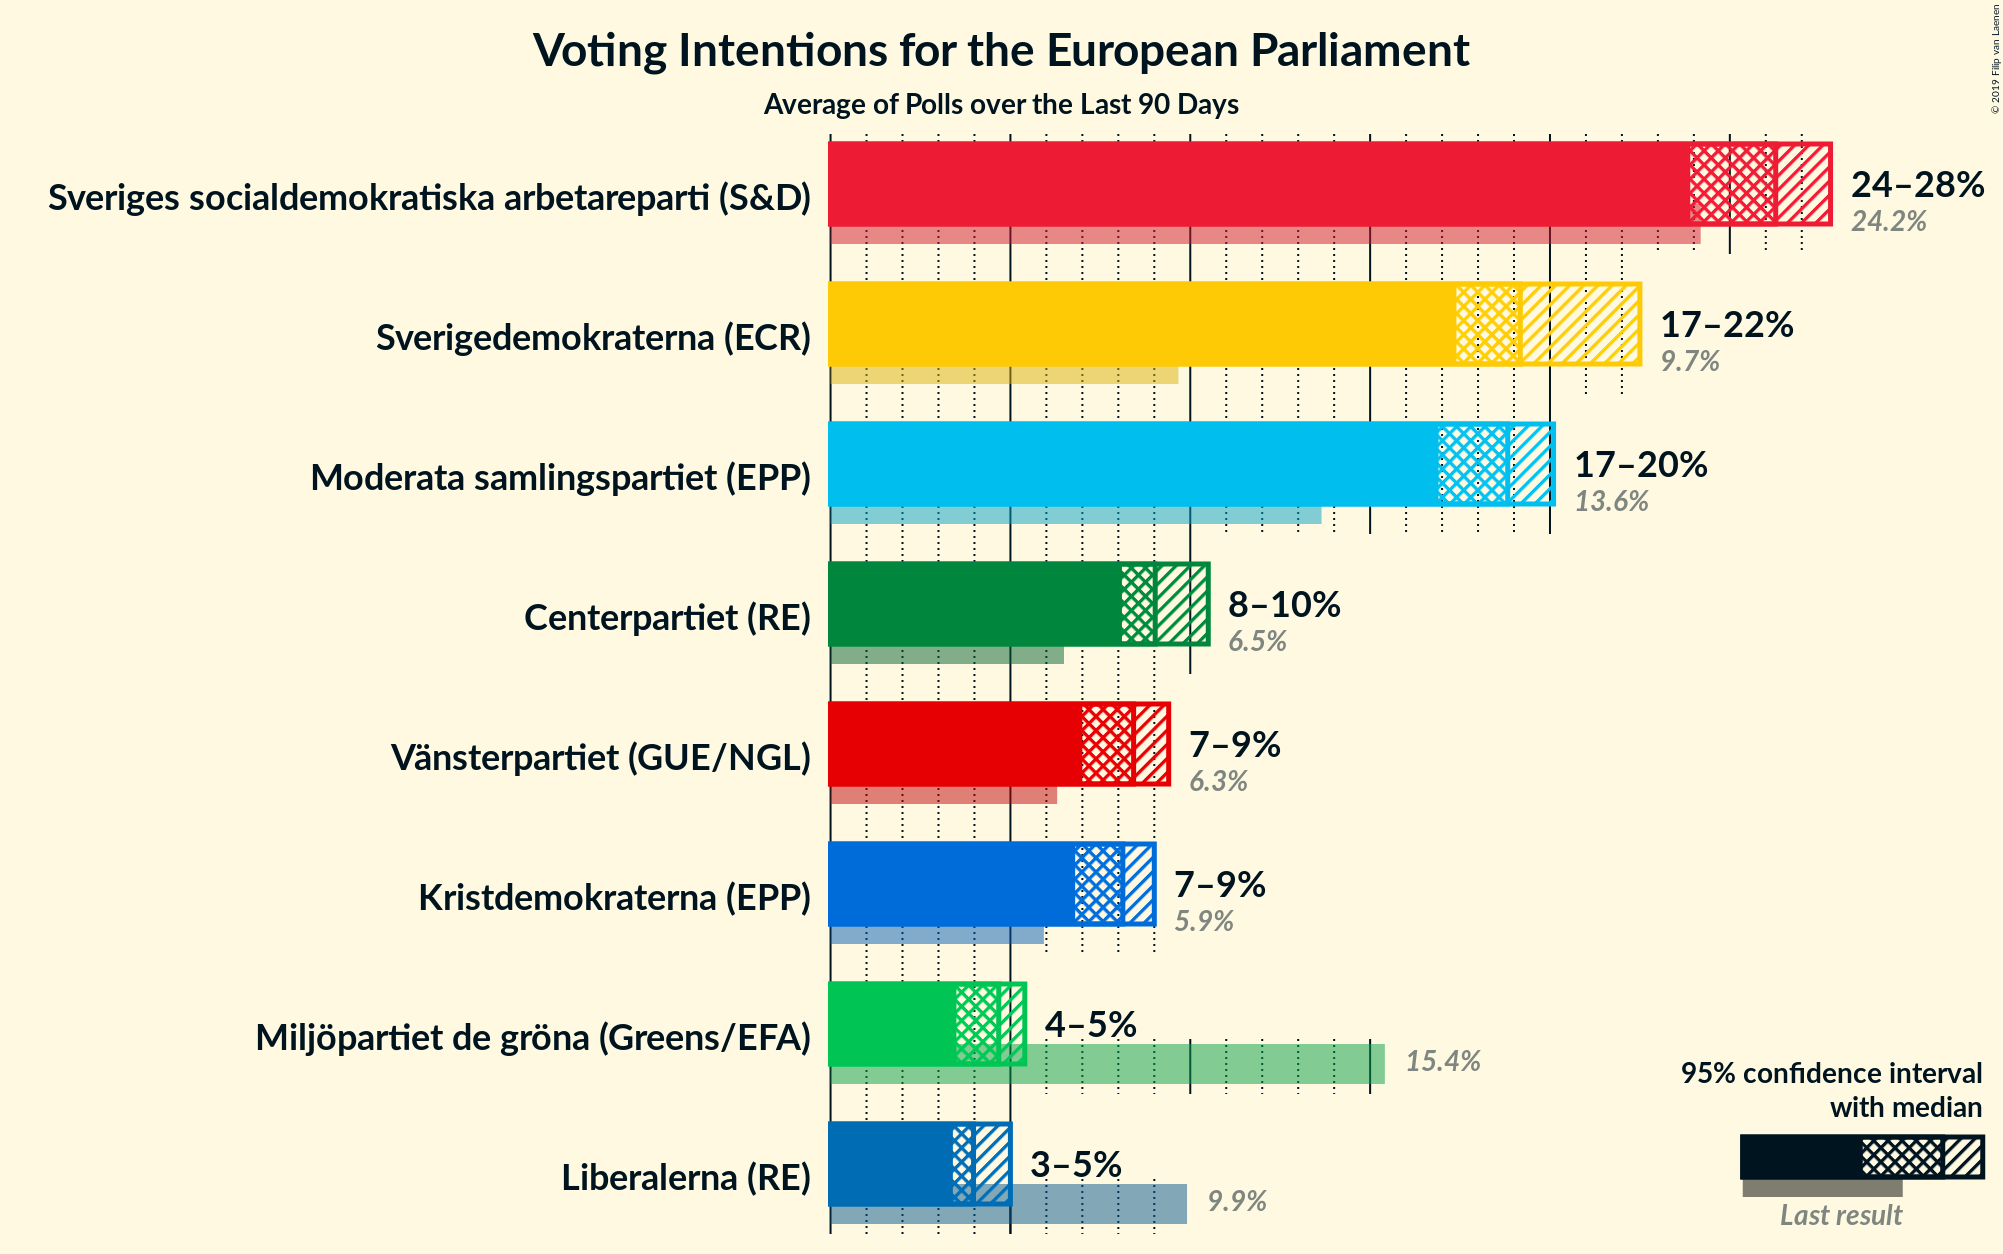 Voting Intentions for the European Parliament
Average of Polls over the Last 90 Days
© 2019 Filip van Laenen
Sveriges socialdemokratiska arbetareparti (S&D)
24–28%
24.2%
Sverigedemokraterna (ECR)
17–22%
9.7%
Moderata samlingspartiet (EPP)
17–20%
13.6%
Centerpartiet (RE)
8–10%
6.5%
Vänsterpartiet (GUE/NGL)
7–9%
6.3%
Kristdemokraterna (EPP)
7–9%
5.9%
Miljöpartiet de gröna (Greens/EFA)
4–5%
15.4%
Liberalerna (RE)
3–5%
9.9%
95% confidence interval
with median
Last result